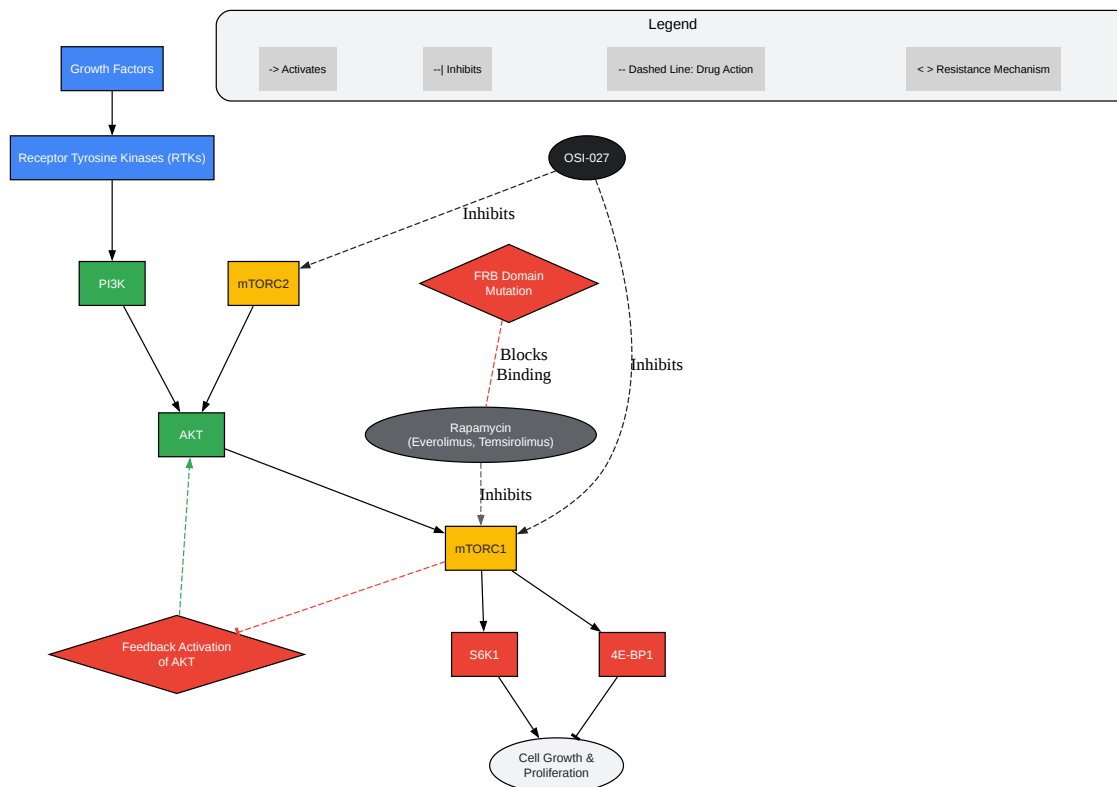 Legend
-> Activates
--| Inhibits
-- Dashed Line: Drug Action
< > Resistance Mechanism
Growth Factors
Receptor Tyrosine Kinases (RTKs)
OSI-027
Inhibits
PI3K
mTORC2
FRB Domain
Mutation
Blocks
Binding
Inhibits
AKT
Rapamycin
(Everolimus, Temsirolimus)
Inhibits
mTORC1
Feedback Activation
of AKT
S6K1
4E-BP1
Cell Growth &
Proliferation